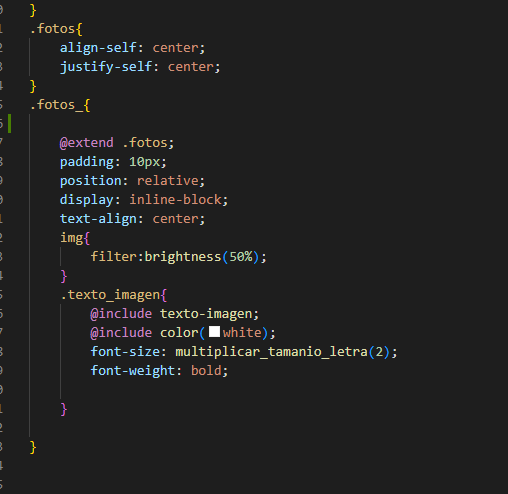 }
.fotos{
align-self: center;
justify-self: center;
}
.fotos_{
@extend .fotos;
padding: 10px;
position: relative;
display: inline-block;
text-align: center;
img{
filter:brightness(50%);
}
.texto_imagen{
@include texto-imagen;
@include color(white);
font-size: multiplicar_tamanio_letra(2);
font-weight: bold;
}
}